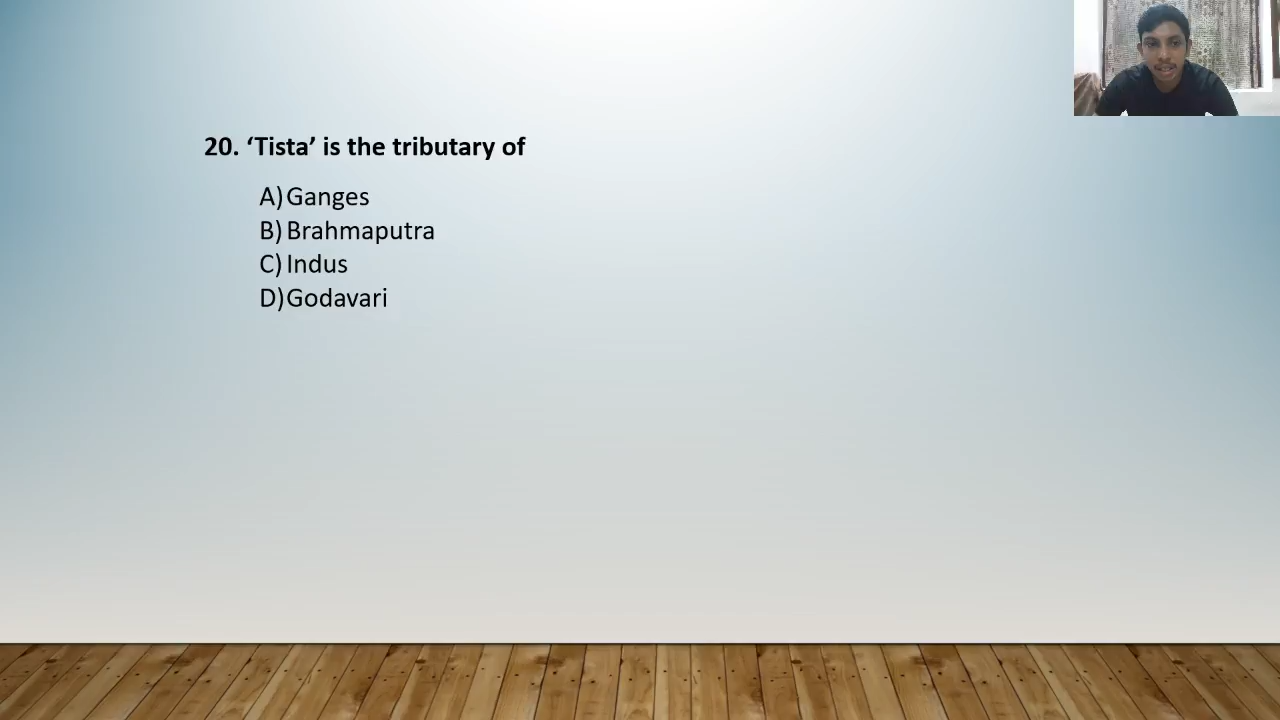 20. ‘Tista’ is the tributary of
A) Ganges
B) Brahmaputra
C) Indus
D) Godavari